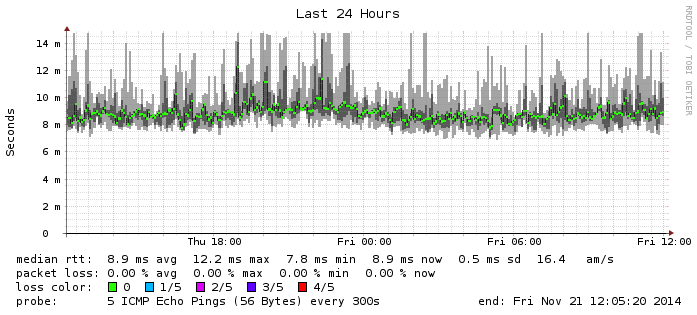 Last 24 Hours
RRDTOOL / TOBI OETIKER
Seconds
14 m
12 m
10 m
8 m
6 m
4 m
2 m
0
Thu 18:00 Fri 00:00 Fri 06:00 Fri 12:00
median rtt: 8.9 ms avg 12.2 ms max 7.8 ms min 8.9 ms now 0.5 ms sd 16.4 am/s
packet loss: 0.00 % avg 0.00 % max 0.00 % min 0.00 % now
loss color: 0 1/5 2/5 3/5 4/5
probe: 5 ICMP Echo Pings (56 Bytes) every 300s end: Fri Nov 21 12:05:20 2014